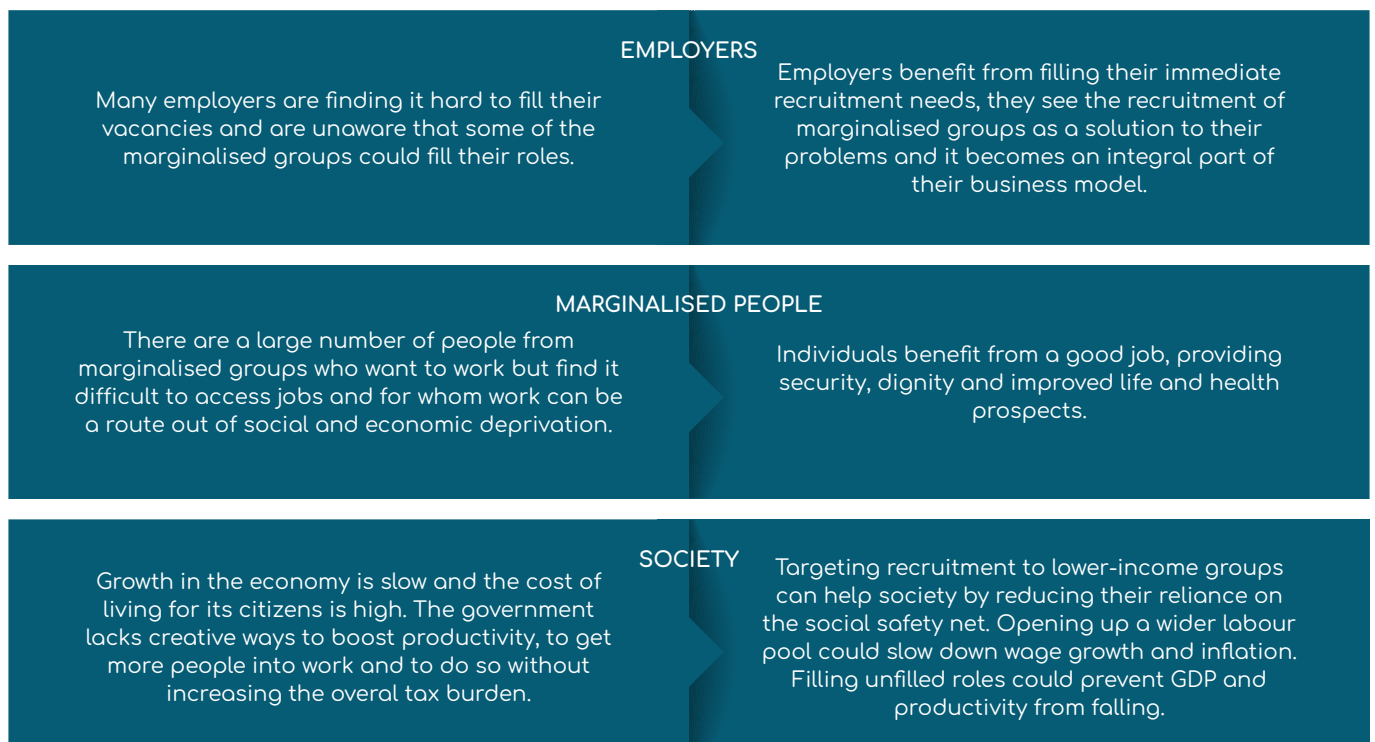 EMPLOYERS
Many employers are finding it hard to fill their
vacancies and are unaware that some of the
marginalised groups could fill their roles.
Employers benefit from filling their immediate
recruitment needs, they see the recruitment of
marginalised groups as a solution to their
problems and it becomes an integral part of
their business model.
MARGINALISED PEOPLE
There are a large number of people from
marginalised groups who want to work but find it
difficult to access jobs and for whom work can be
a route out of social and economic deprivation.
Individuals benefit from a good job, providing
security, dignity and improved life and health
prospects.
SOCIETY
Growth in the economy is slow and the cost of
living for its citizens is high. The government
lacks creative ways to boost productivity, to get
more people into work and to do so without
increasing the overal tax burden.
Targeting recruitment to lower-income groups
can help society by reducing their reliance on
the social safety net. Opening up a wider labour
pool could slow down wage growth and inflation.
Filling unfilled roles could prevent GDP and
productivity from falling.